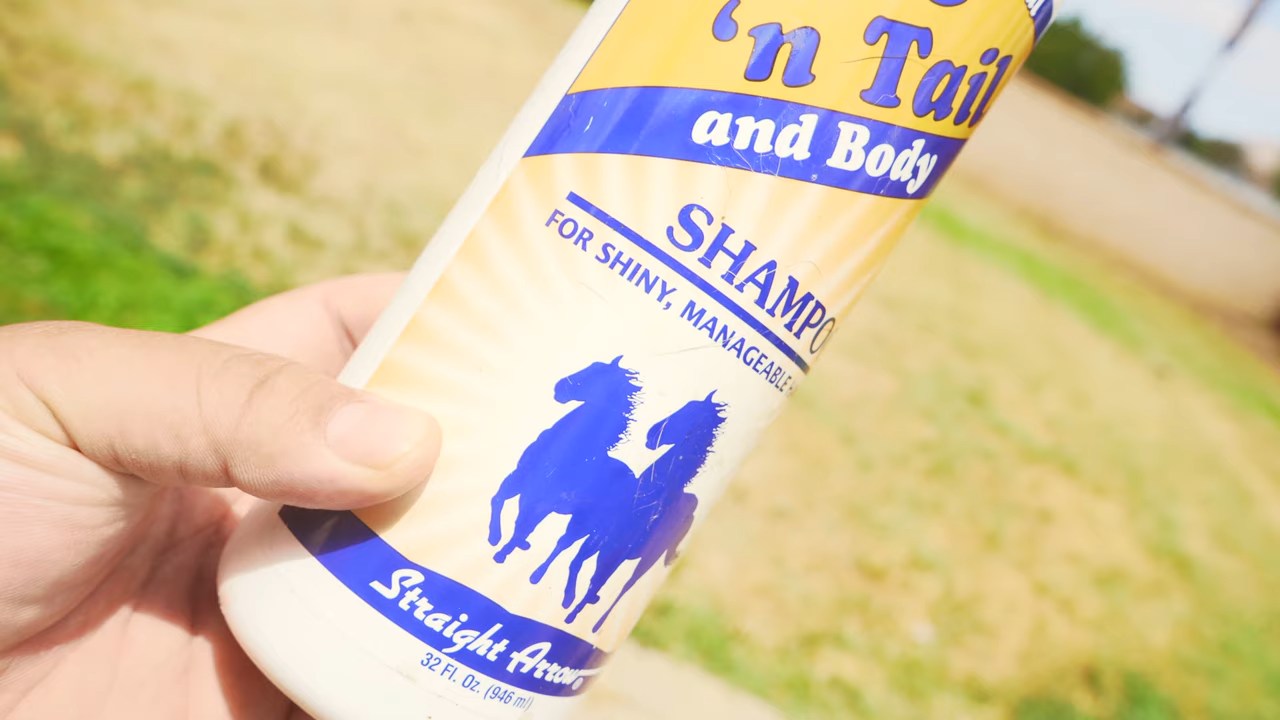 'n Tail
and Body
SHAMPO
FOR SHINY, MANAGEABLE
Straight Arrow
32 Fl. Oz. (946 ml)